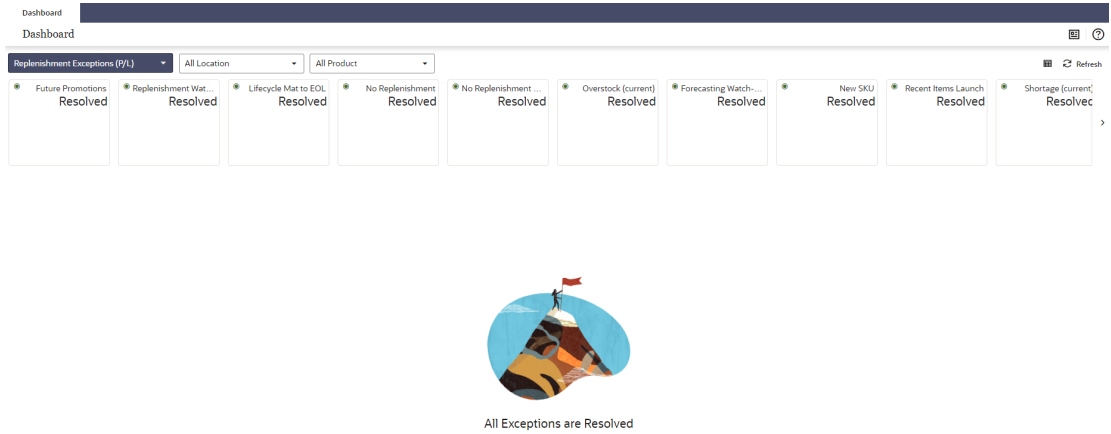 Dashboard
Dashboard
Replenishment Exceptions (P/L) All Location All Product Refresh
Future Promotions Replenishment Wat... Lifecycle Mat to EOL No Replenishment No Replenishment ... Overstock (current) Forecasting Watch-... New SKU Recent Items Launch Shortage (current)
Resolved Resolved Resolved Resolved Resolved Resolved Resolved Resolved Resolved Resolved
All Exceptions are Resolved